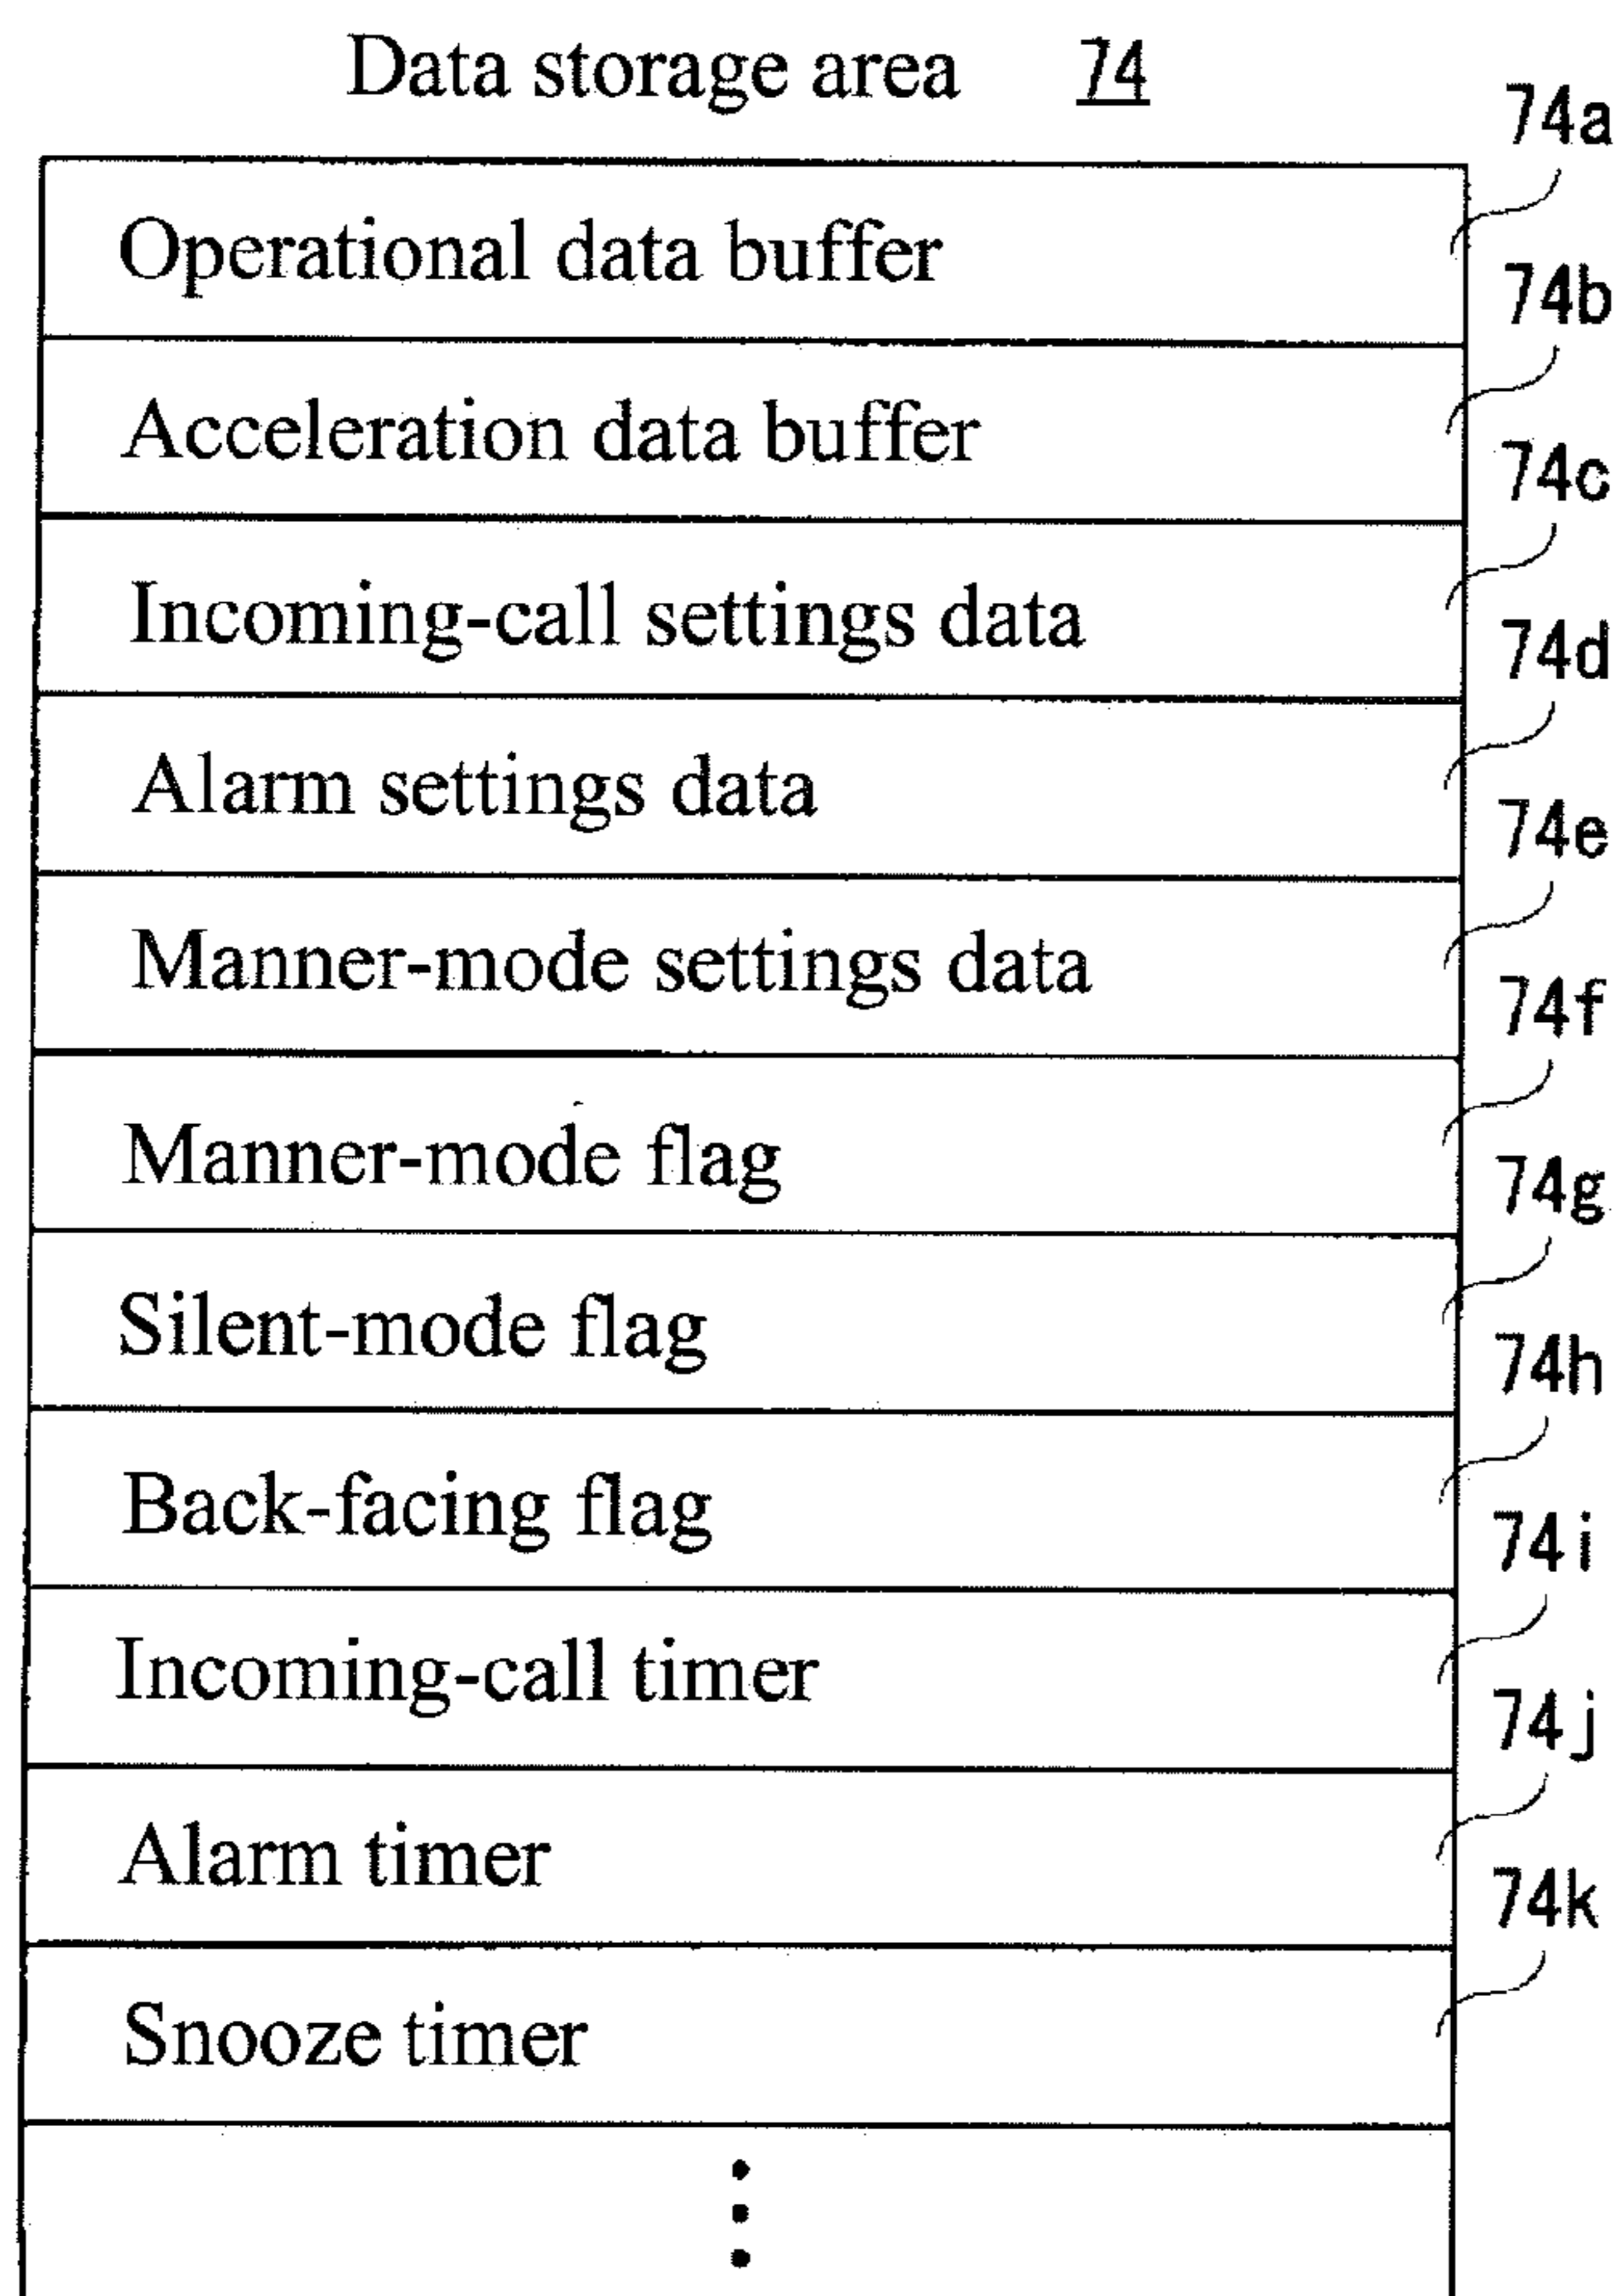 Data storage area 74
74a
Operational data buffer
74b
Acceleration data buffer
74c
Incoming-call settings data
74d
Alarm settings data
74e
Manner-mode settings data
74f
Manner-mode flag
74g
Silent-mode flag
74h
Back-facing flag
74i
Incoming-call timer
74j
Alarm timer
74k
Snooze timer